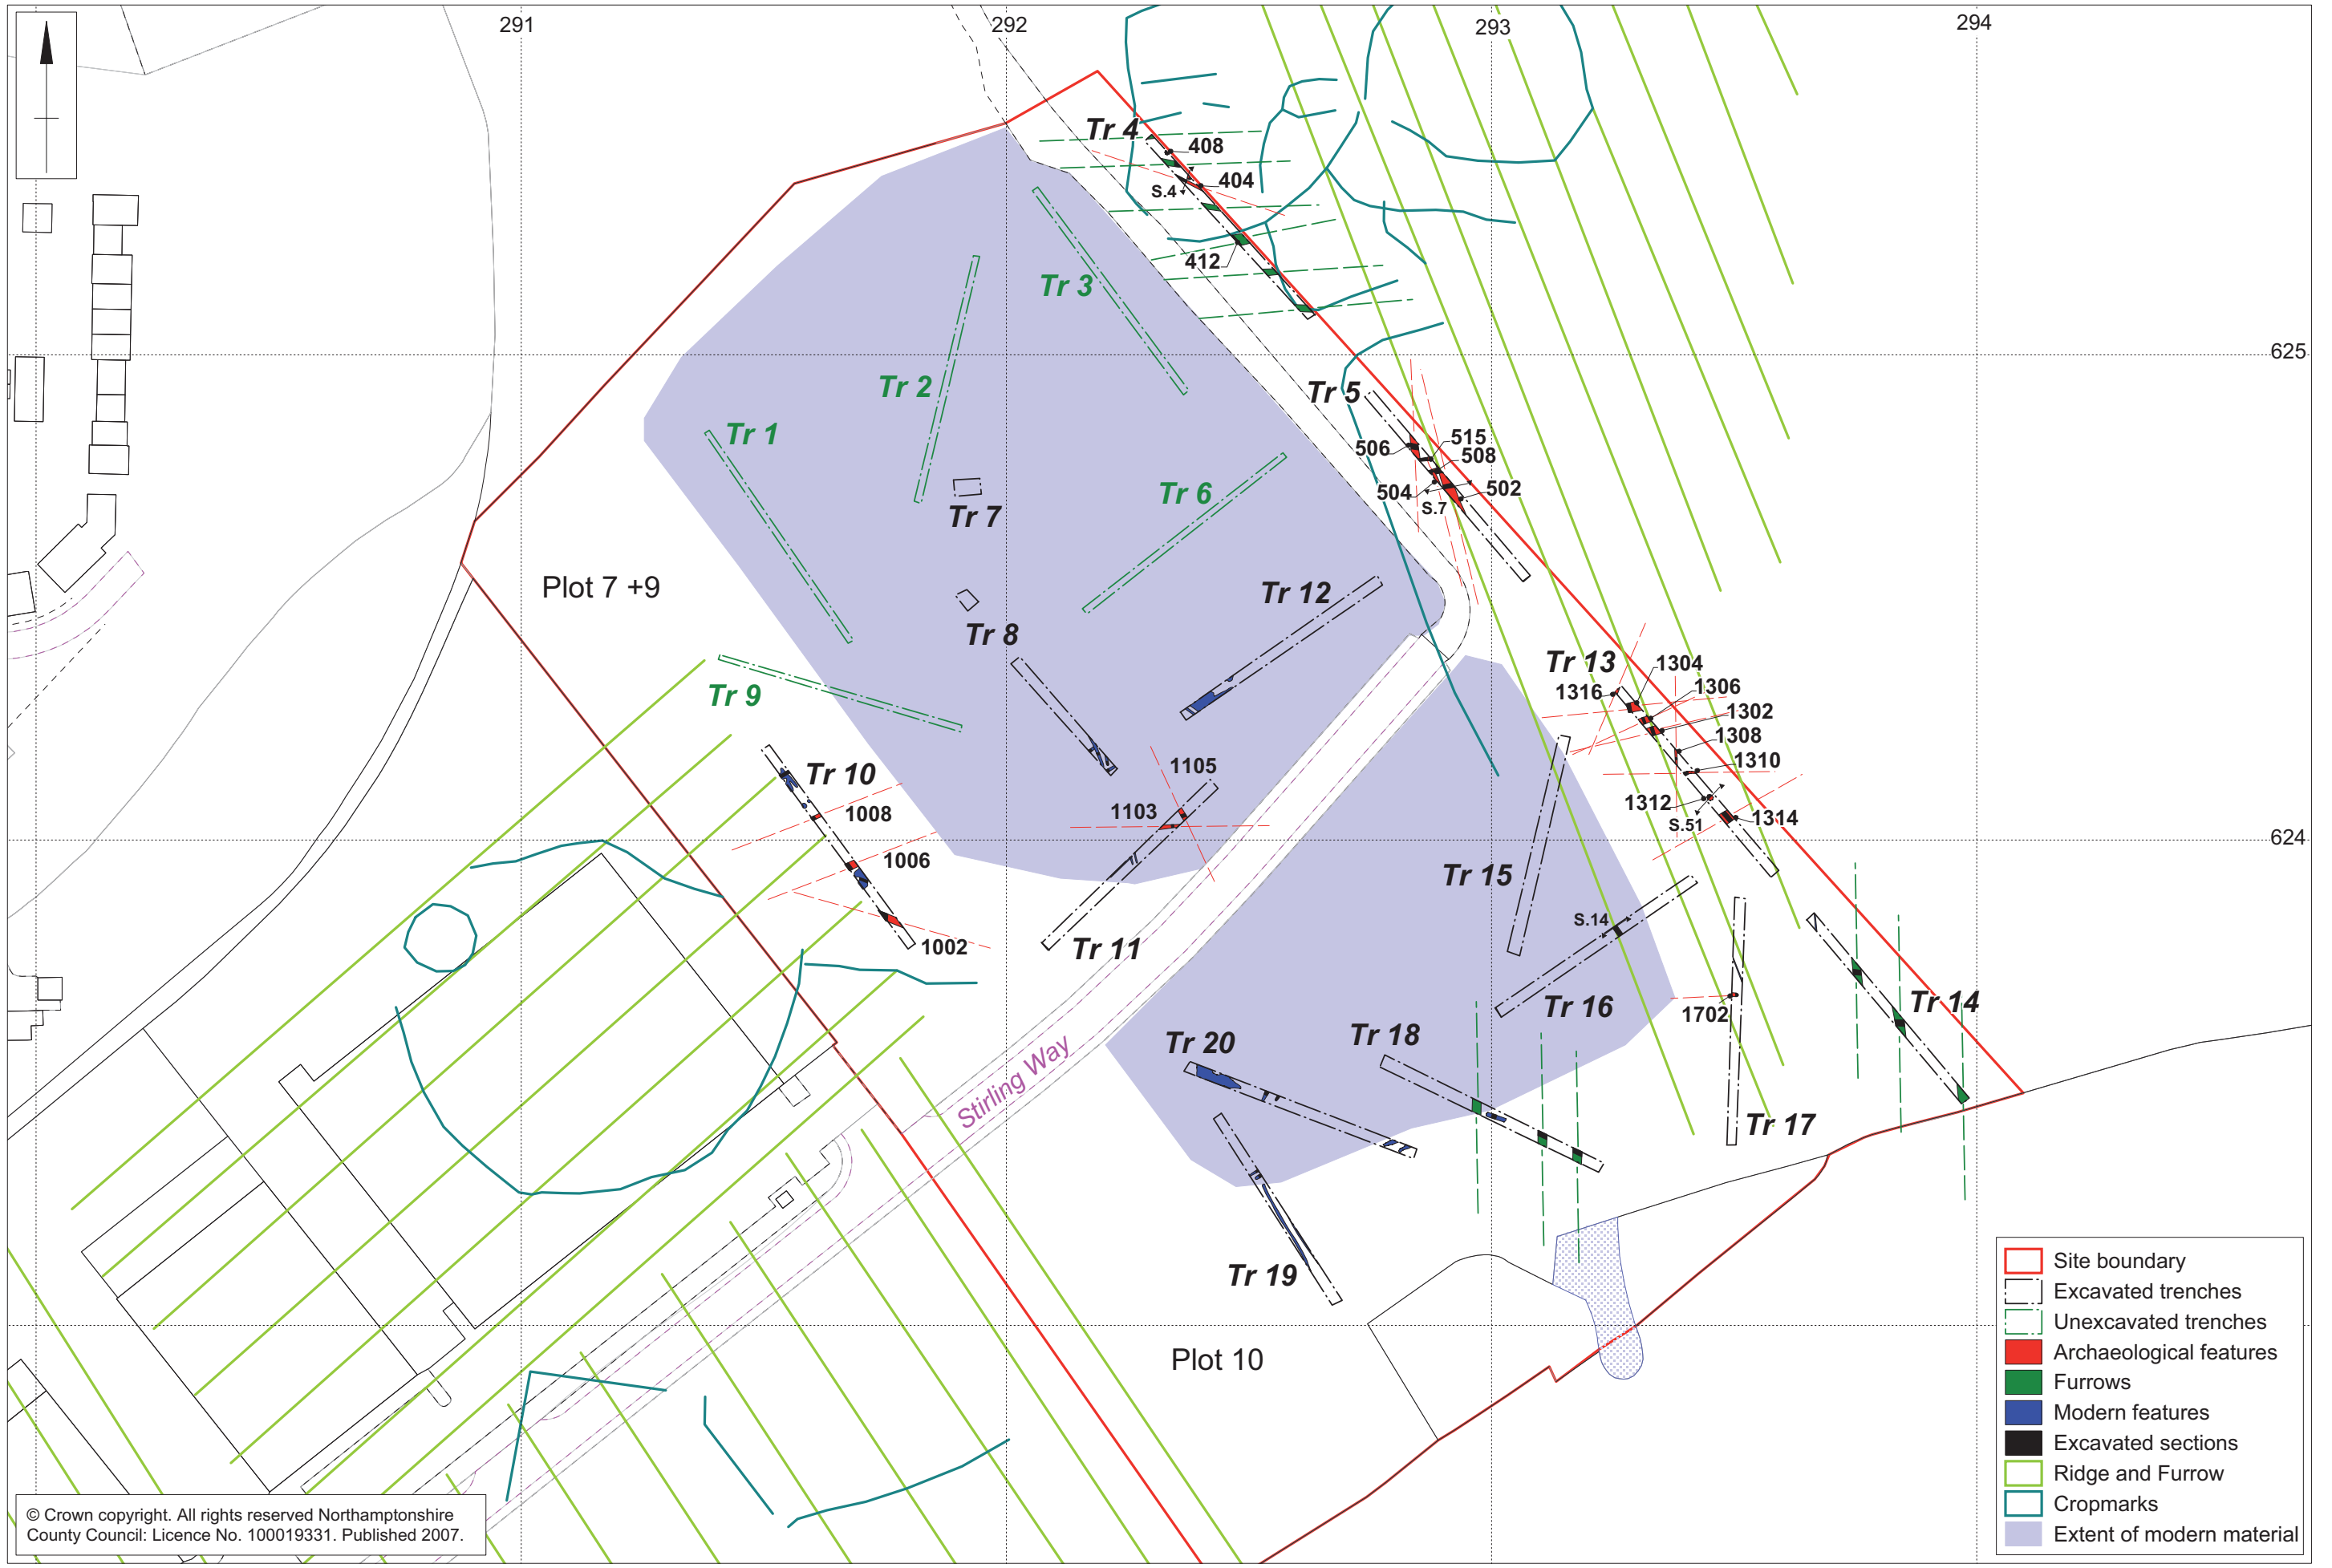 291
292
293
294
Tr 4
408
404
S.4
412
Tr 3
625
Tr 2
Tr 5
Tr 1
506
515
508
504
502
S.7
Tr 6
Tr 7
Plot 7 +9
Tr 12
Tr 8
Tr 13
1304
1316
1306
Tr 9
1302
1308
1310
1105
Tr 10
1312
1103
1008
S.51
1314
624
1006
Tr 15
S.14
1002
Tr 11
Tr 16
1702
Tr 14
Tr 20
Tr 18
Stirling Way
Tr 17
Tr 19
Plot 10
Site boundary
Excavated trenches
Unexcavated trenches
Archaeological features
Furrows
Modern features
Excavated sections
Ridge and Furrow
Cropmarks
Extent of modern material
© Crown copyright. All rights reserved Northamptonshire
County Council: Licence No. 100019331. Published 2007.